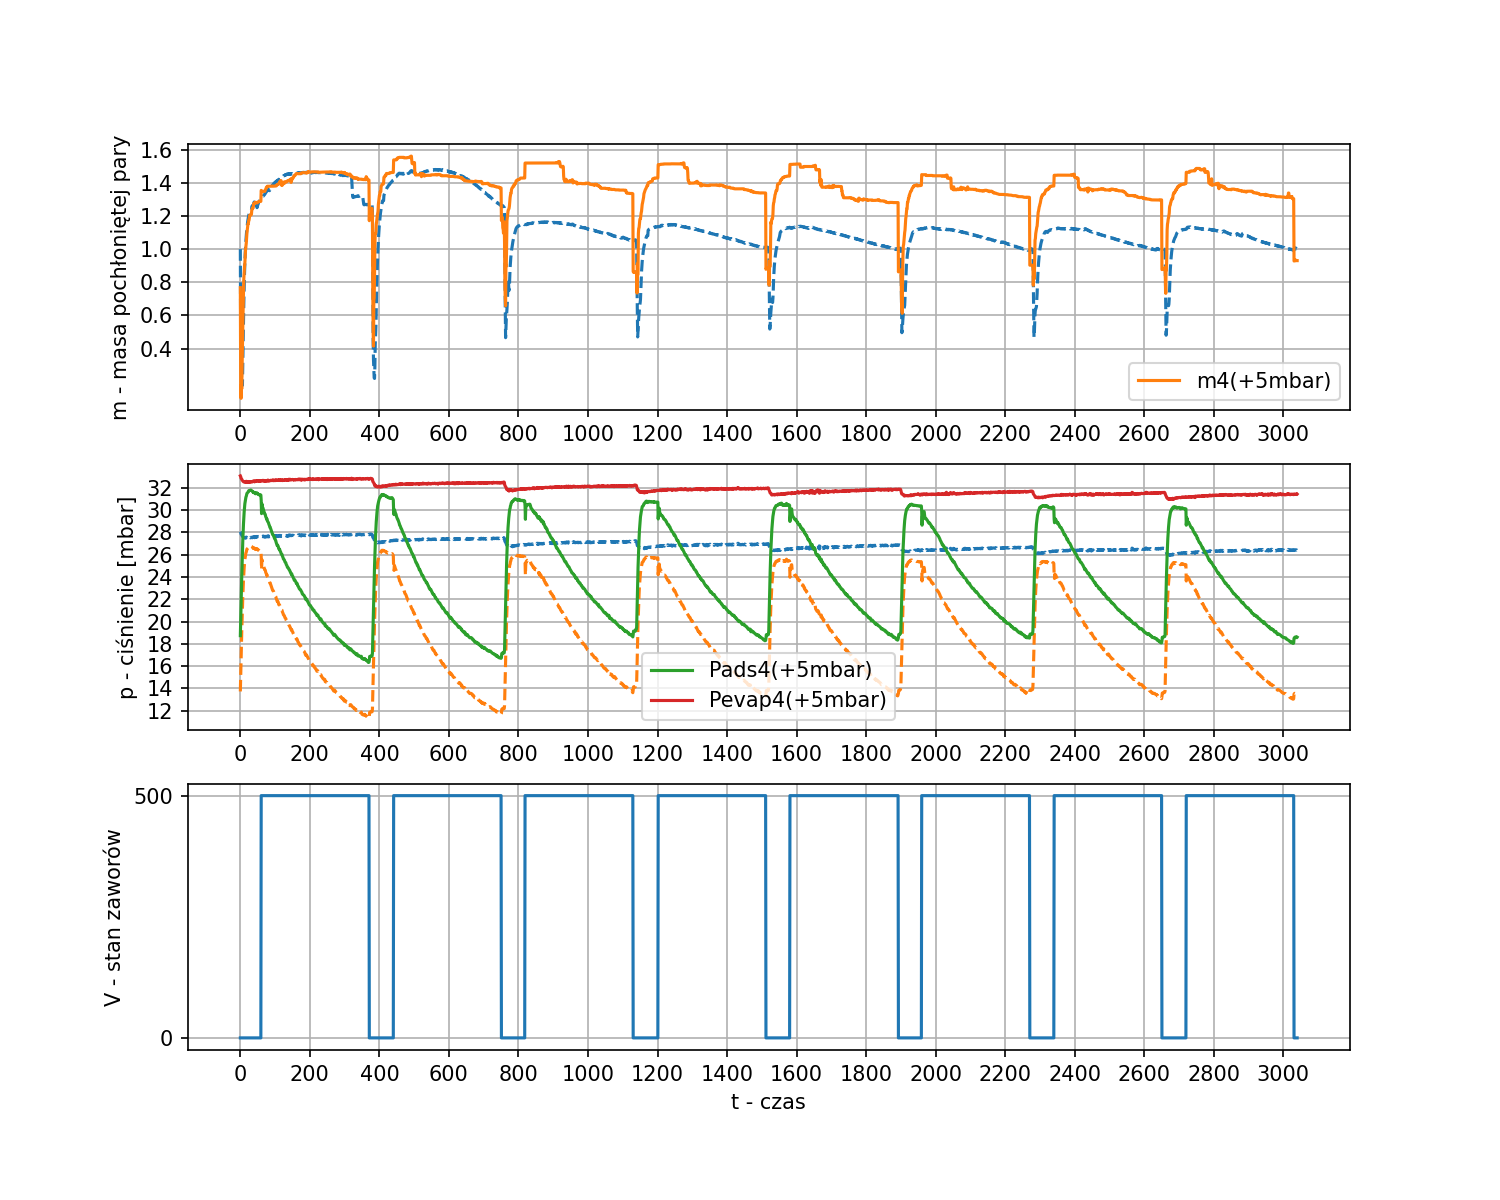 m - masa pochłoniętej pary
1.6
1.4
1.2
1.0
0.8
0.6
0.4
m4(+5mbar)
0 200 400 600 800 1000 1200 1400 1600 1800 2000 2200 2400 2600 2800 3000
p - ciśnienie [mbar]
32
30
28
26
24
22
20
18
16
14
12
Pads4(+5mbar)
Pevap4(+5mbar)
0 200 400 600 800 1000 1200 1400 1600 1800 2000 2200 2400 2600 2800 3000
V - stan zaworów
500
0
0 200 400 600 800 1000 1200 1400 1600 1800 2000 2200 2400 2600 2800 3000
t - czas